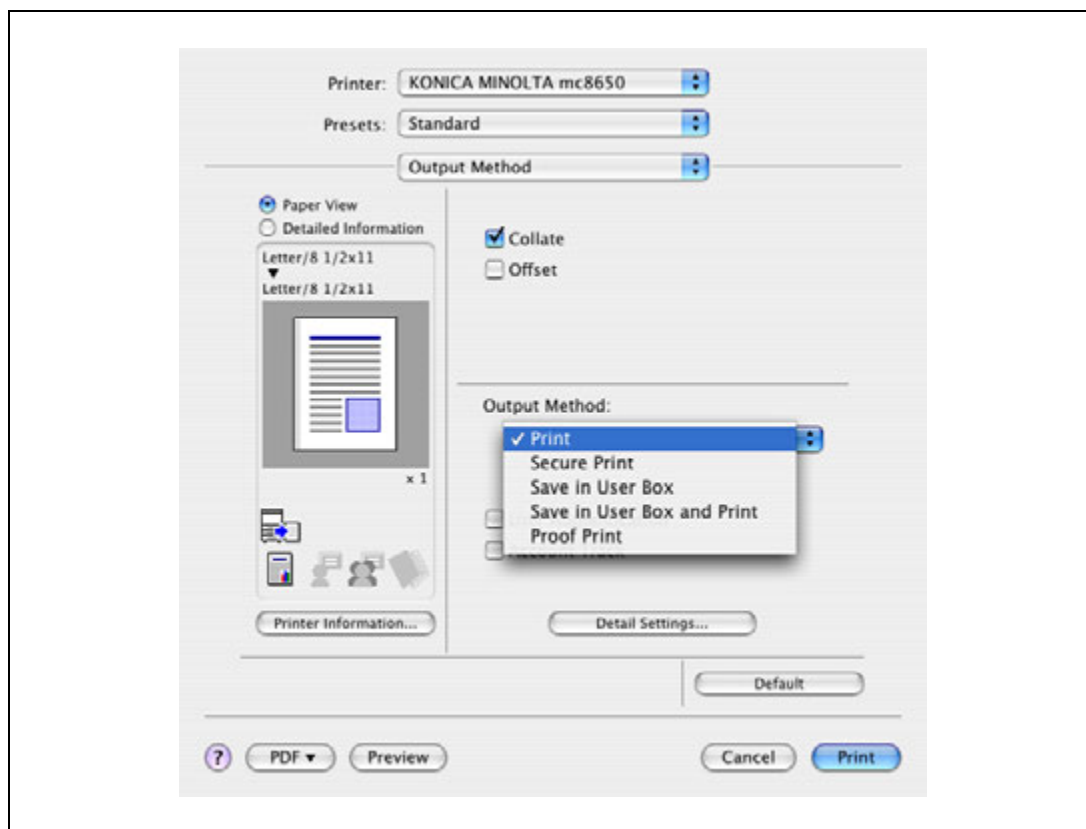 Printer: KONICA MINOLTA mc8650
Presets: Standard
Output Method
Paper View
Detailed Information
Letter/8 1/2x11
Letter/8 1/2x11
x 1
Printer Information...
Collate
Offset
Output Method:
✓ Print
Secure Print
Save in User Box
Save in User Box and Print
Proof Print
Detail Settings...
Default
? PDF ▼ Preview Cancel Print